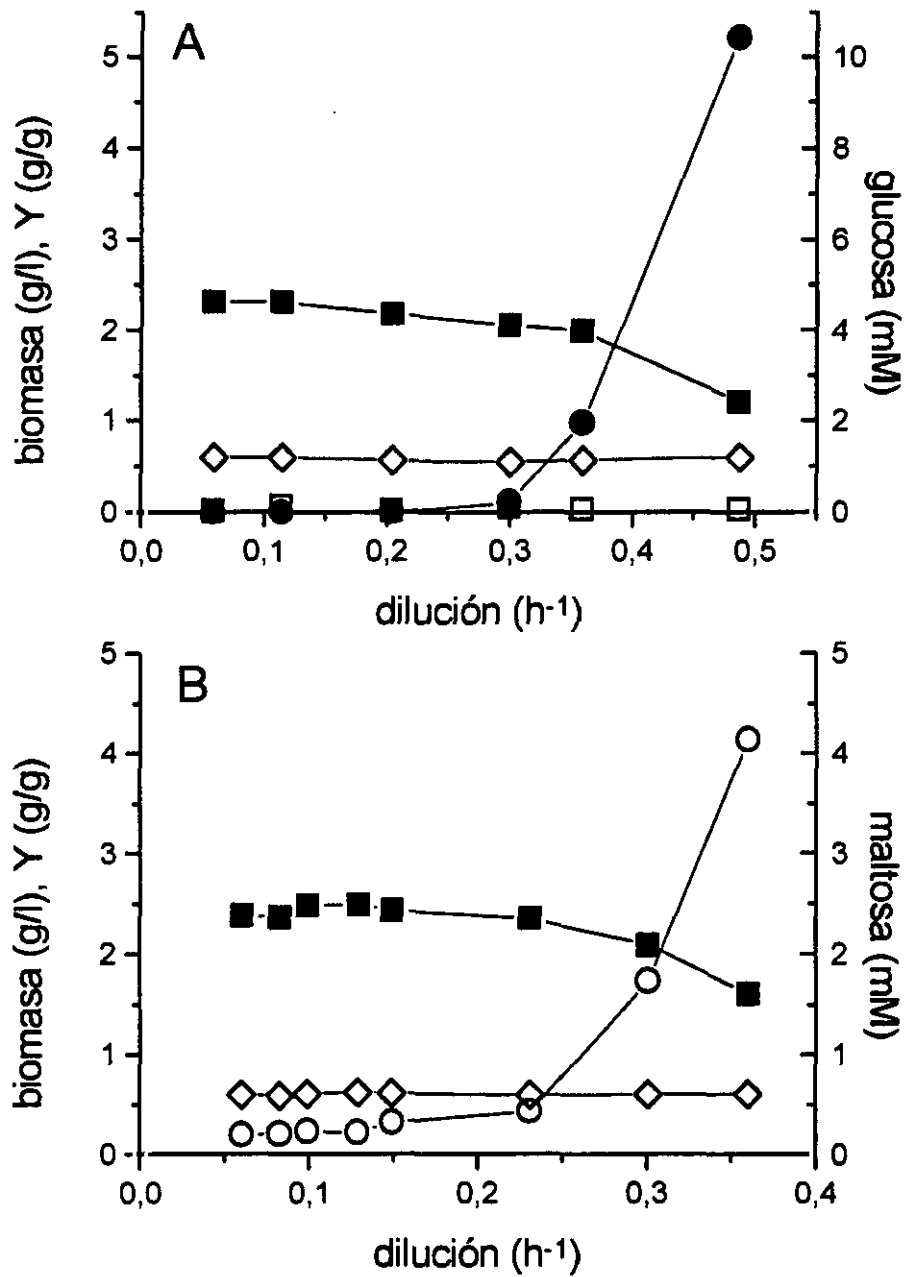 A
biomasa (g/l), Y (g/g)
5
4
3
2
1
0
10
8
6
4
2
0
glucosa (mM)
0,0 0,1 0,2 0,3 0,4 0,5
dilución (h-1)
B
biomasa (g/l), Y (g/g)
5
4
3
2
1
0
5
4
3
2
1
0
maltosa (mM)
0,0 0,1 0,2 0,3 0,4
dilución (h-1)